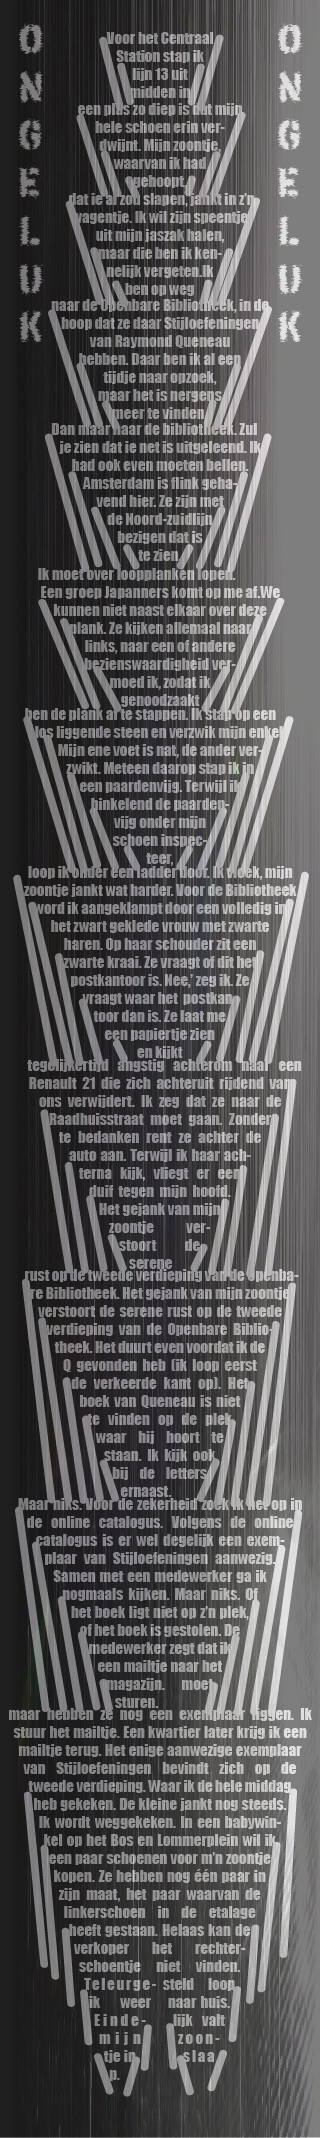 ONGELUK
ONGELUK
Voor het Centraal
Station stap ik
lijn 13 uit
midden in
een plas zo diep is dat mijn
hele schoen erin ver-
dwijnt. Mijn zoontje,
waarvan ik had
gehoopt,
dat ie al zou slapen, jankt in z'n
wagentje. Ik wil zijn speentje
uit mijn jaszak halen,
maar die ben ik ken-
nelijk vergeten.Ik
ben op weg
naar de Openbare Bibliotheek, in de
hoop dat ze daar Stijloefeningen
van Raymond Queneau
hebben. Daar ben ik al een
tijdje naar opzoek,
maar het is nergens
meer te vinden.
Dan maar naar de bibliotheek. Zul
je zien dat ie net is uitgeleend. Ik
had ook even moeten bellen.
Amsterdam is flink geha-
vend hier. Ze zijn met
de Noord-zuidlijn
bezigen dat is
te zien.
Ik moet over loopplanken lopen.
Een groep Japanners komt op me af.We
kunnen niet naast elkaar over deze
plank. Ze kijken allemaal naar
links, naar een of andere
bezienswaardigheid ver-
moed ik, zodat ik
genoodzaakt
ben de plank af te stappen. Ik stap op een
los liggende steen en verzwik mijn enkel.
Mijn ene voet is nat, de ander ver-
zwikt. Meteen daarop stap ik in
een paardenvijg. Terwijl ik
hinkelend de paarden-
vijg onder mijn
schoen inspec-
teer,
loop ik onder een ladder door. Ik vloek, mijn
zoontje jankt wat harder. Voor de Bibliotheek
word ik aangeklampt door een volledig in
het zwart geklede vrouw met zwarte
haren. Op haar schouder zit een
zwarte kraai. Ze vraagt of dit het
postkantoor is. Nee,' zeg ik. Ze
vraagt waar het postkan-
toor dan is. Ze laat me
een papiertje zien
en kijkt
tegelijkertijd angstig achterom naar een
Renault 21 die zich achteruit rijdend van
ons verwijdert. Ik zeg dat ze naar de
Raadhuisstraat moet gaan. Zonder
te bedanken rent ze achter de
auto aan. Terwijl ik haar ach-
terna kijk, vliegt er een
duif tegen mijn hoofd.
Het gejank van mijn
zoontje ver-
stoort de
serene
rust op de tweede verdieping van de Openba-
re Bibliotheek. Het gejank van mijn zoontje
verstoort de serene rust op de tweede
verdieping van de Openbare Biblio-
theek. Het duurt even voordat ik de
Q gevonden heb (ik loop eerst
de verkeerde kant op). Het
boek van Queneau is niet
te vinden op de plek
waar hij hoort te
staan. Ik kijk ook
bij de letters
ernaast.
Maar niks. Voor de zekerheid zoek ik het op in
de online catalogus. Volgens de online
catalogus is er wel degelijk een exem-
plaar van Stijloefeningen aanwezig.
Samen met een medewerker ga ik
nogmaals kijken. Maar niks. Of
het boek ligt niet op z'n plek,
of het boek is gestolen. De
medewerker zegt dat ik
een mailtje naar het
magazijn. moet
sturen.
maar hebben ze nog een exemplaar liggen. Ik
stuur het mailtje. Een kwartier later krijg ik een
mailtje terug. Het enige aanwezige exemplaar
van Stijloefeningen bevindt zich op de
tweede verdieping. Waar ik de hele middag
heb gekeken. De kleine jankt nog steeds.
Ik wordt weggekeken. In een babywin-
kel op het Bos en Lommerplein wil ik
een paar schoenen voor m'n zoontje
kopen. Ze hebben nog één paar in
zijn maat, het paar waarvan de
linkerschoen in de etalage
heeft gestaan. Helaas kan de
verkoper het rechter-
schoentje niet vinden.
Teleurge- steld loop
ik weer naar huis.
Einde- lijk valt
mijn zoon-
tje in slaa
p.